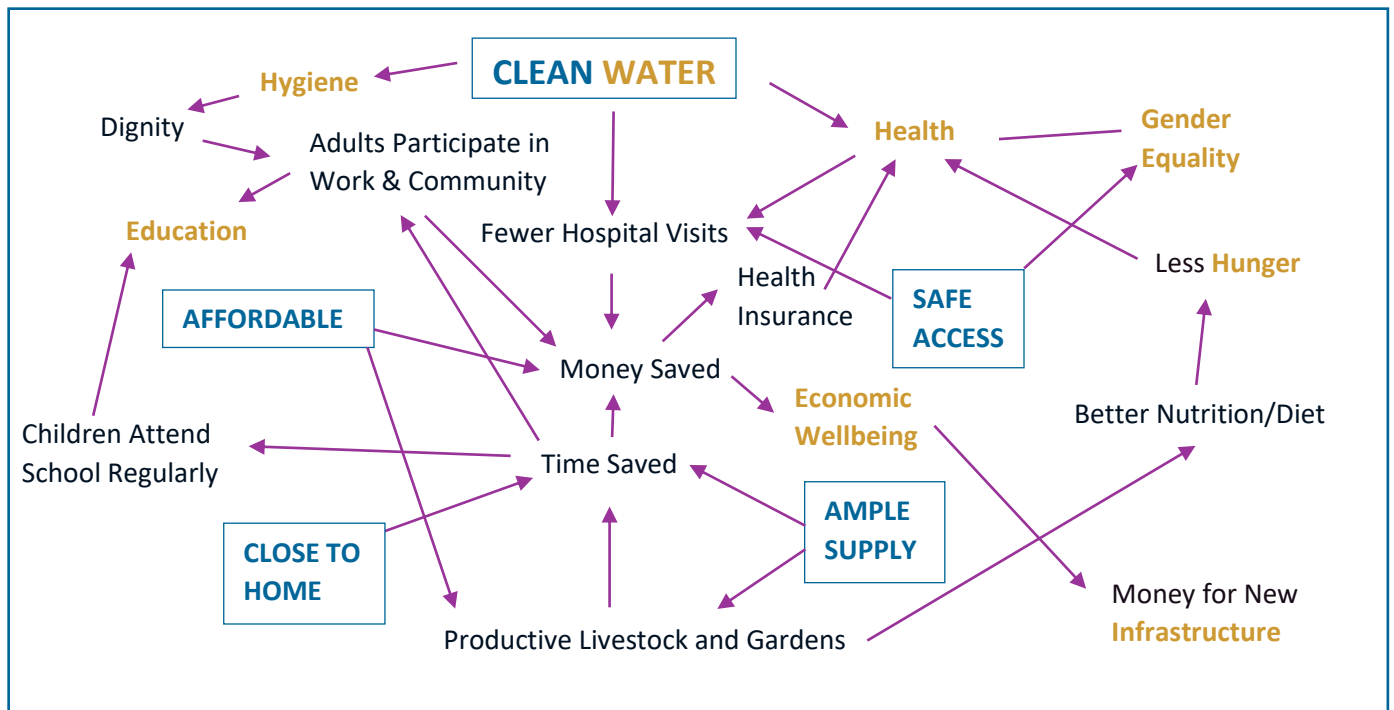 CLEAN WATER
Hygiene
Dignity
Adults Participate in
Work & Community
Health
Gender
Equality
Education
Fewer Hospital Visits
Less Hunger
Health
Insurance
SAFE
ACCESS
AFFORDABLE
Money Saved
Economic
Wellbeing
Better Nutrition/Diet
Children Attend
School Regularly
Time Saved
AMPLE
SUPPLY
CLOSE TO
HOME
Money for New
Infrastructure
Productive Livestock and Gardens